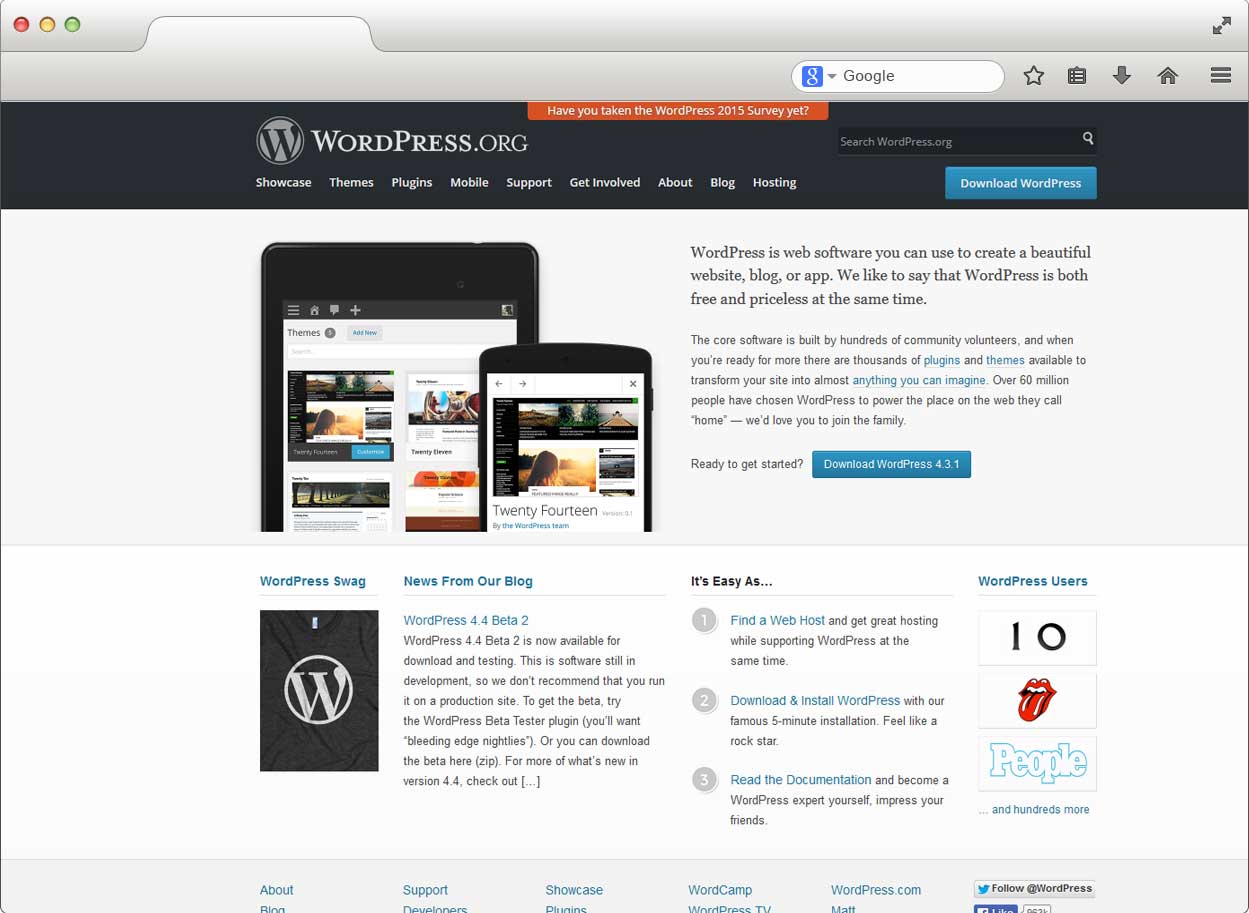 Google
Have you taken the WordPress 2015 Survey yet?
WORDPRESS.ORG
Search WordPress.org
Showcase Themes Plugins Mobile Support Get Involved About Blog Hosting
Download WordPress
Themes 5 Add New
Search...
Twenty Fourteen Customize
Twenty Eleven
Twenty Eleven
Twenty Ten
FEATURED IMAGE REALLY
Twenty Fourteen Version: 0.1
By the WordPress team
WordPress is web software you can use to create a beautiful
website, blog, or app. We like to say that WordPress is both
free and priceless at the same time.
The core software is built by hundreds of community volunteers, and when
you’re ready for more there are thousands of plugins and themes available to
transform your site into almost anything you can imagine. Over 60 million
people have chosen WordPress to power the place on the web they call
“home” — we’d love you to join the family.
Ready to get started? Download WordPress 4.3.1
WordPress Swag
News From Our Blog
WordPress 4.4 Beta 2
WordPress 4.4 Beta 2 is now available for
download and testing. This is software still in
development, so we don’t recommend that you run
it on a production site. To get the beta, try
the WordPress Beta Tester plugin (you’ll want
“bleeding edge nightlies”). Or you can download
the beta here (zip). For more of what’s new in
version 4.4, check out […]
It’s Easy As…
1 Find a Web Host and get great hosting
while supporting WordPress at the
same time.
2 Download & Install WordPress with our
famous 5-minute installation. Feel like a
rock star.
3 Read the Documentation and become a
WordPress expert yourself, impress your
friends.
WordPress Users
10
People
... and hundreds more
About Support Showcase WordCamp WordPress.com
Follow @WordPress
Blog Developers Plugins WordPress TV Matt
Like 963k